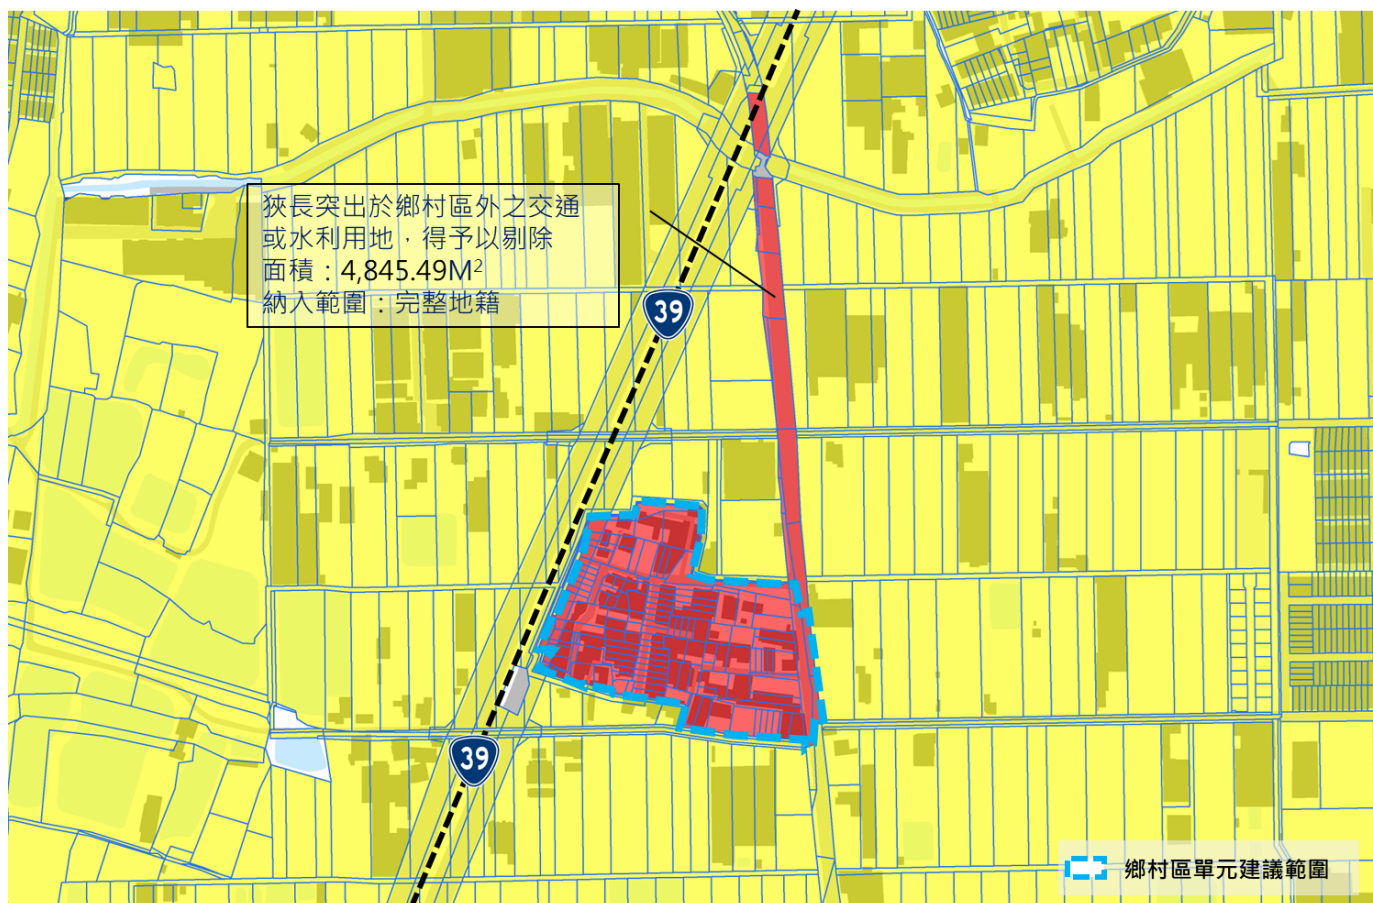 狹長突出於鄉村區外之交通
或水利用地，得予以剔除
面積：4,845.49M²
納入範圍：完整地籍
39
39
鄉村區單元建議範圍